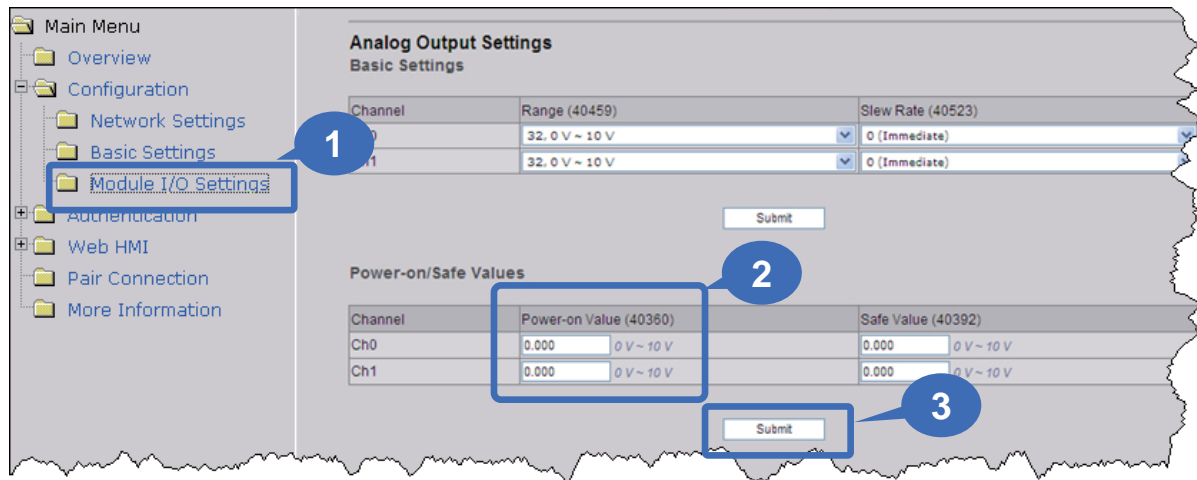 Main Menu
Overview
Configuration
Network Settings
Basic Settings
Module I/O Settings
Authentication
Web HMI
Pair Connection
More Information
1
Analog Output Settings
Basic Settings
Channel Range (40459) Slew Rate (40523)
32, 0 V ~ 10 V 0 (Immediate)
32, 0 V ~ 10 V 0 (Immediate)
Submit
Power-on/Safe Values
2
Channel Power-on Value (40360) Safe Value (40392)
Ch0 0.000 0 V ~ 10 V 0.000 0 V ~ 10 V
Ch1 0.000 0 V ~ 10 V 0.000 0 V ~ 10 V
Submit
3